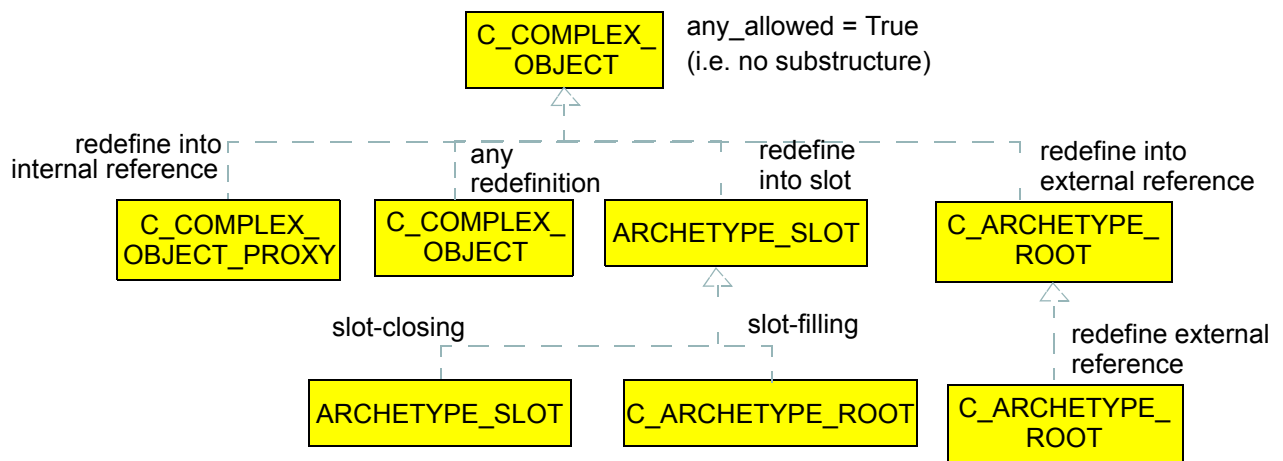 C_COMPLEX_
OBJECT
any_allowed = True
(i.e. no substructure)
redefine into
internal reference
any
redefinition
redefine
into slot
redefine into
external reference
C_COMPLEX_
OBJECT_PROXY
C_COMPLEX_
OBJECT
ARCHETYPE_SLOT
C_ARCHETYPE_
ROOT
slot-closing
slot-filling
redefine external
reference
ARCHETYPE_SLOT
C_ARCHETYPE_ROOT
C_ARCHETYPE_
ROOT